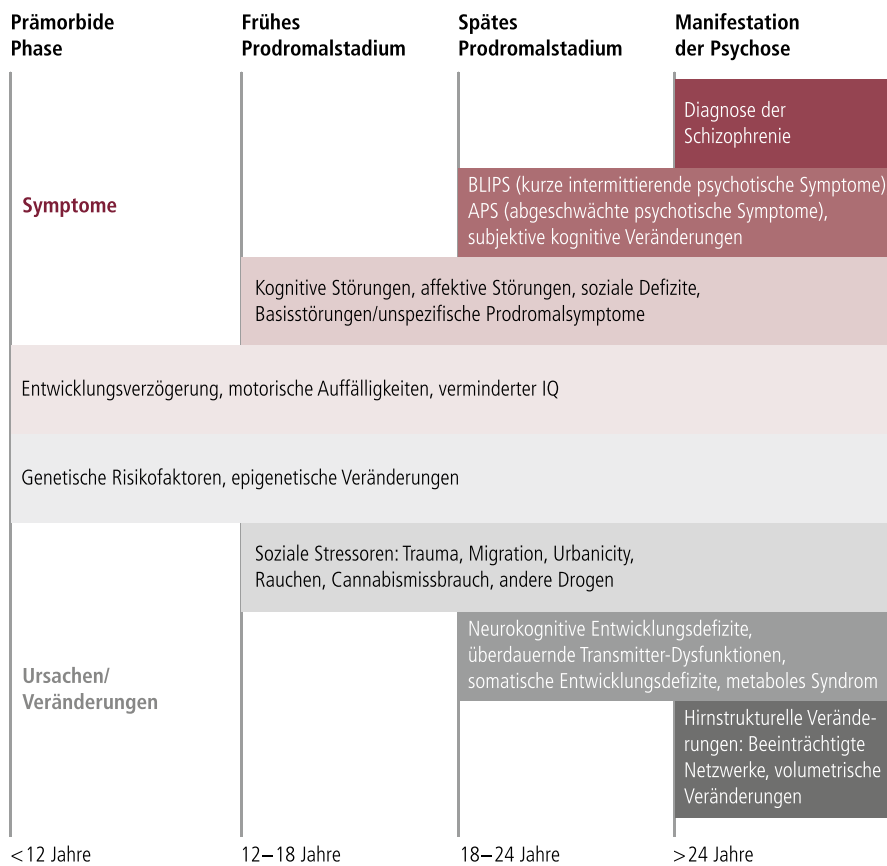 Prämorbide
Phase
Frühes
Prodromalstadium
Spätes
Prodromalstadium
Manifestation
der Psychose
Diagnose der
Schizophrenie
Symptome
BLIPS (kurze intermittierende psychotische Symptome)
APS (abgeschwächte psychotische Symptome),
subjektive kognitive Veränderungen
Kognitive Störungen, affektive Störungen, soziale Defizite,
Basisstörungen/unspezifische Prodromalsymptome
Entwicklungsverzögerung, motorische Auffälligkeiten, verminderter IQ
Genetische Risikofaktoren, epigenetische Veränderungen
Soziale Stressoren: Trauma, Migration, Urbanicity,
Rauchen, Cannabismissbrauch, andere Drogen
Neurokognitive Entwicklungsdefizite,
überdauernde Transmitter-Dysfunktionen,
somatische Entwicklungsdefizite, metaboles Syndrom
Ursachen/
Veränderungen
Hirnstrukturelle Verände-
rungen: Beeinträchtigte
Netzwerke, volumetrische
Veränderungen
<12 Jahre
12–18 Jahre
18–24 Jahre
>24 Jahre